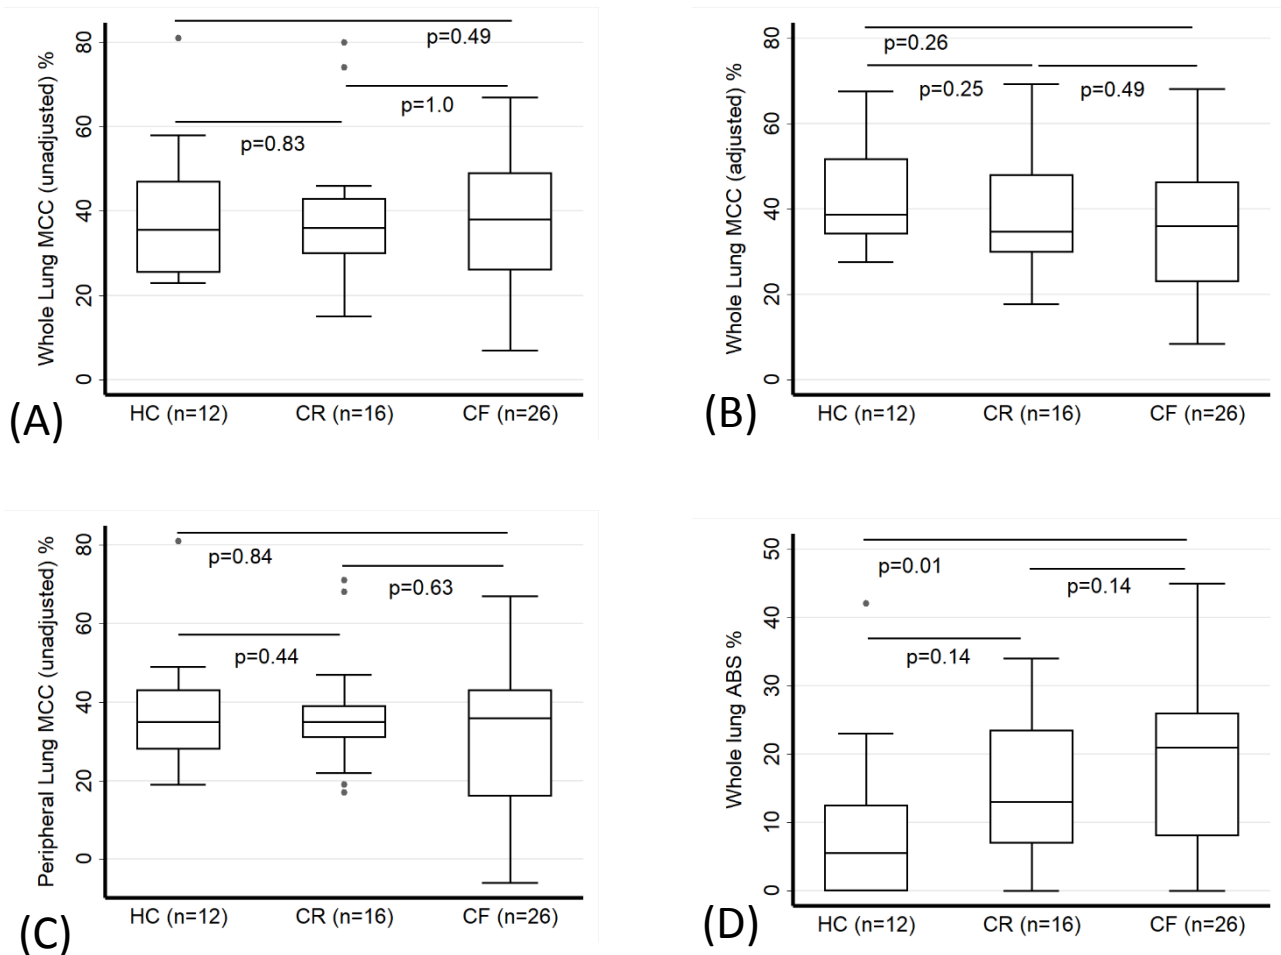 p=0.49
p=1.0
p=0.83
Whole Lung MCC (unadjusted) %
80
60
40
20
0
HC (n=12) CR (n=16) CF (n=26)
(A)
p=0.26
p=0.25
p=0.49
Whole Lung MCC (adjusted) %
80
60
40
20
0
HC (n=12) CR (n=16) CF (n=26)
(B)
p=0.84
p=0.63
p=0.44
Peripheral Lung MCC (unadjusted) %
80
60
40
20
0
HC (n=12) CR (n=16) CF (n=26)
(C)
p=0.01
p=0.14
p=0.14
Whole lung ABS %
50
40
30
20
10
0
HC (n=12) CR (n=16) CF (n=26)
(D)